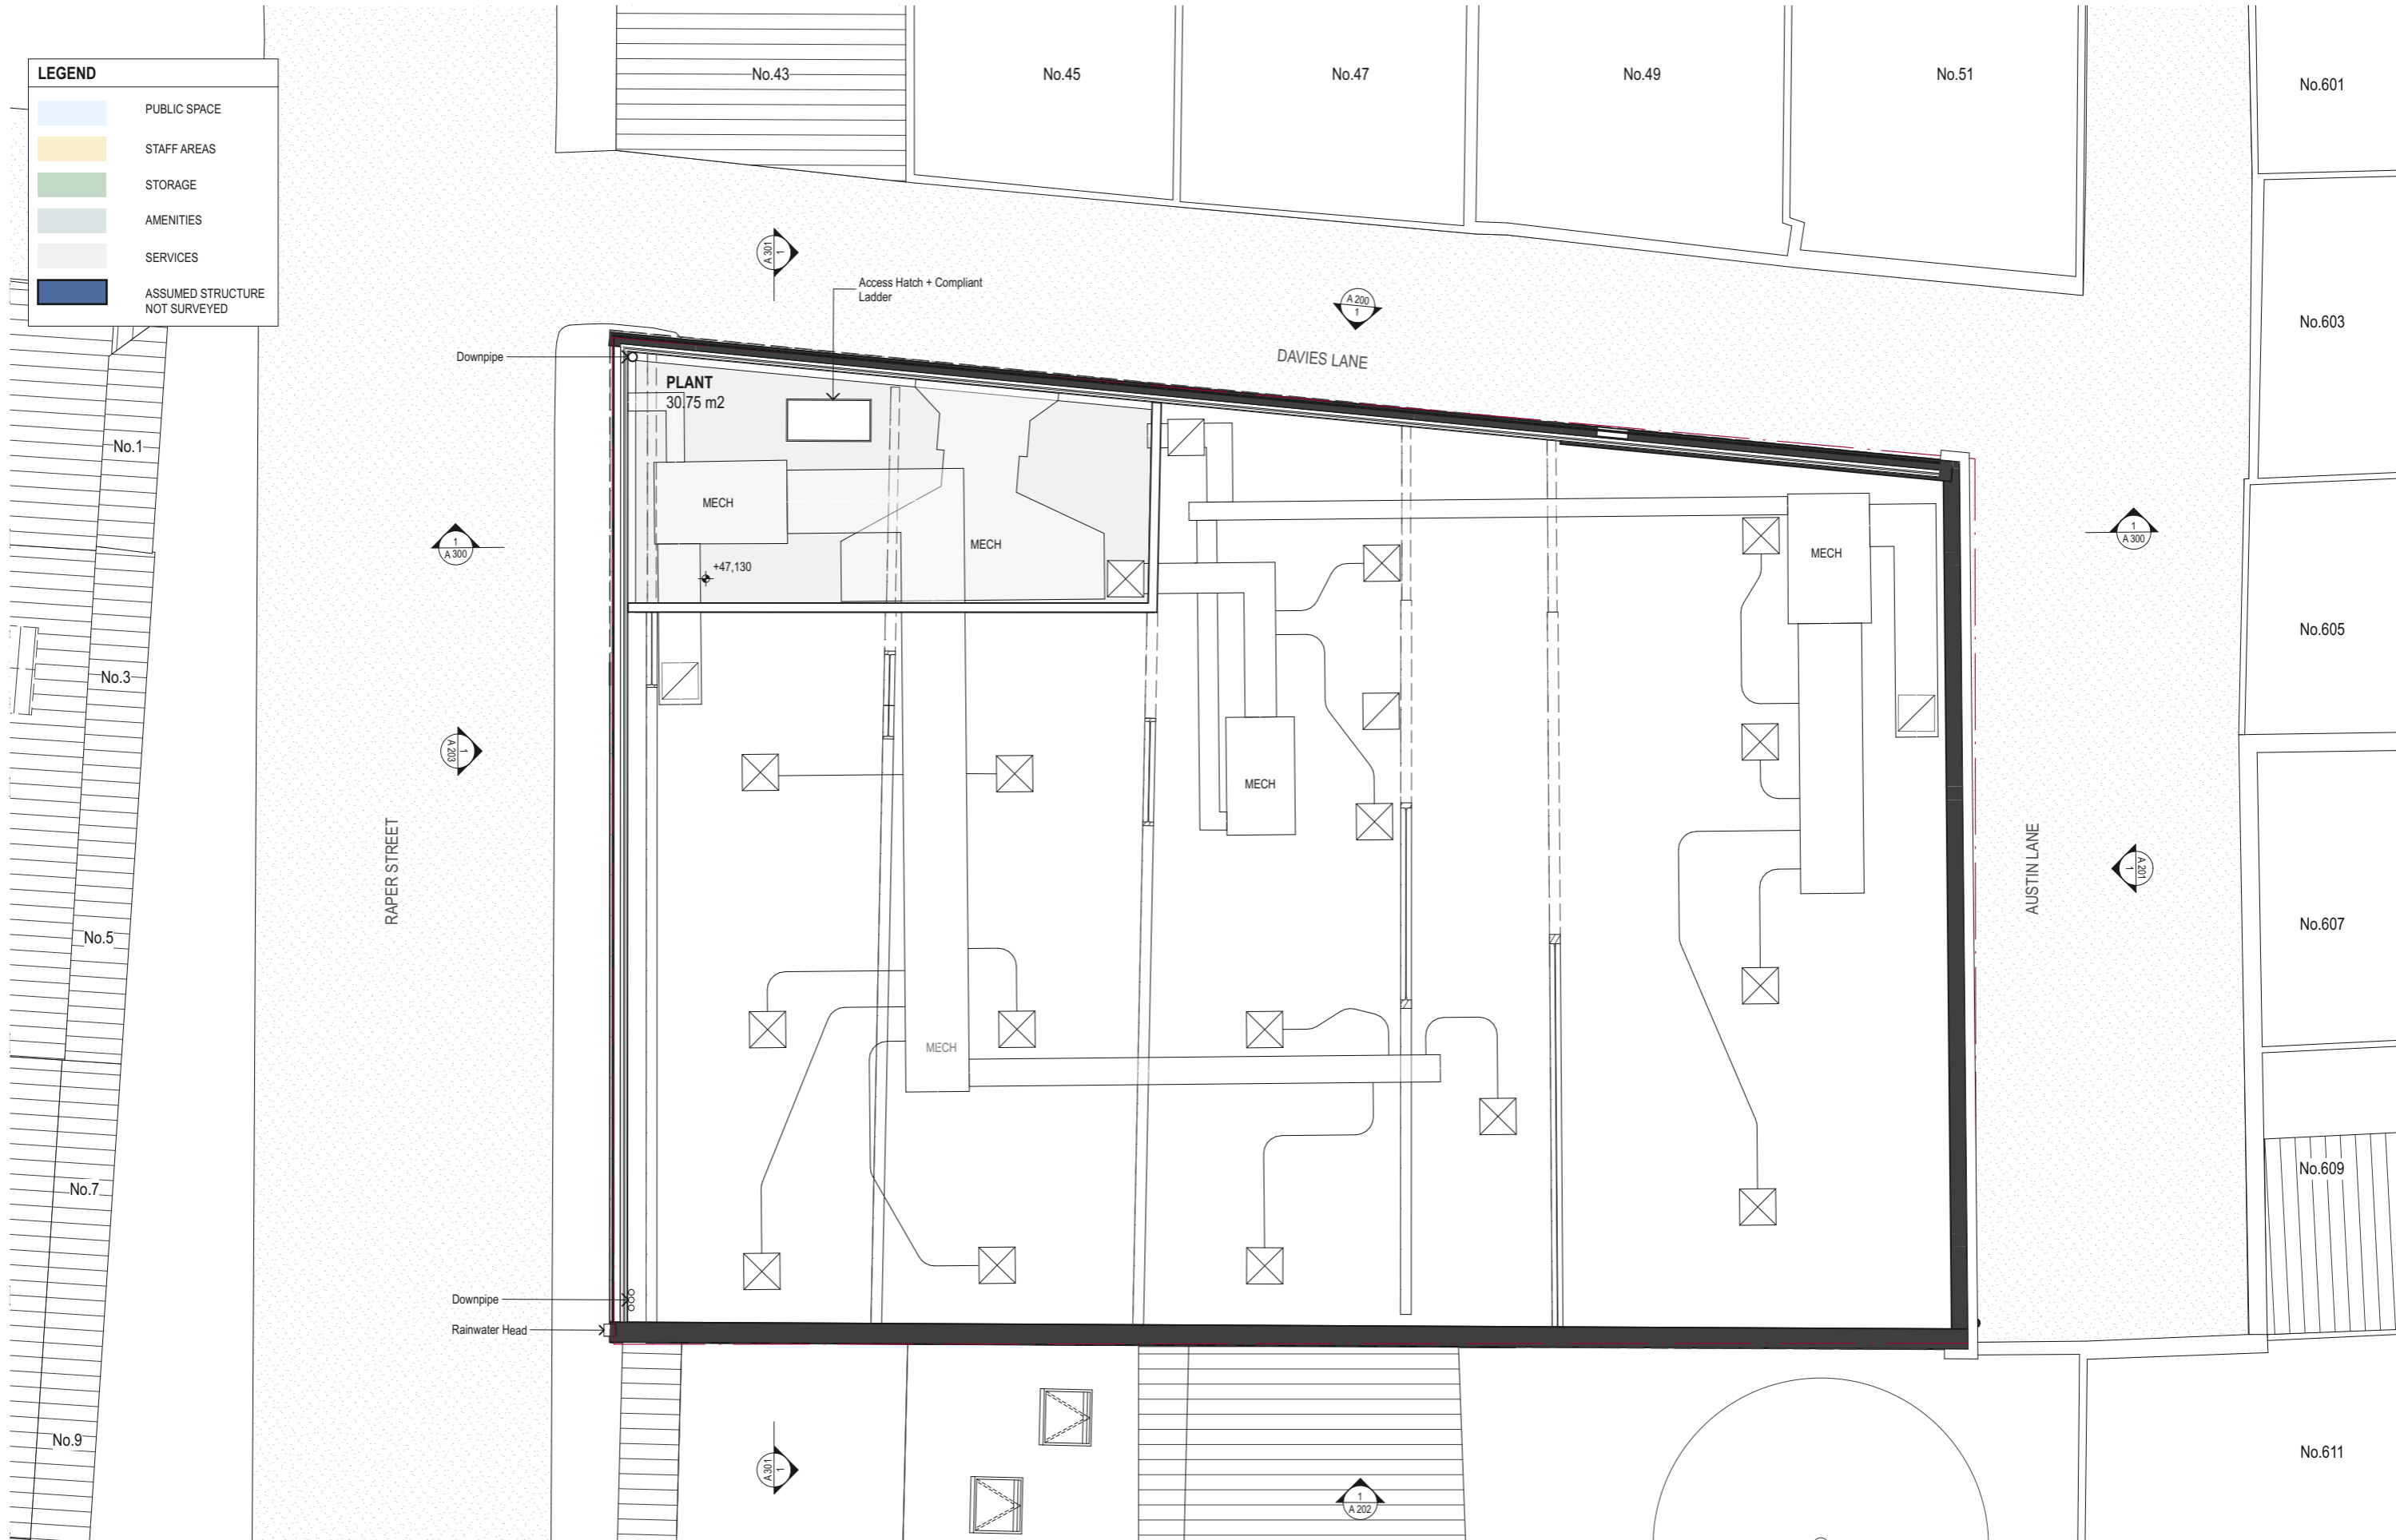 LEGEND
PUBLIC SPACE
STAFF AREAS
STORAGE
AMENITIES
SERVICES
ASSUMED STRUCTURE
NOT SURVEYED
No.43
No.45
No.47
No.49
No.51
No.601
No.603
No.605
No.607
No.609
No.611
No.1
No.3
No.5
No.7
No.9
A 301
1
Access Hatch + Compliant
Ladder
A 200
1
DAVIES LANE
Downpipe
PLANT
30.75 m2
MECH
MECH
+47,130
MECH
MECH
MECH
1
A 300
1
A 300
1
A 203
A 201
1
RAPER STREET
AUSTIN LANE
Downpipe
Rainwater Head
A 301
1
1
A 202